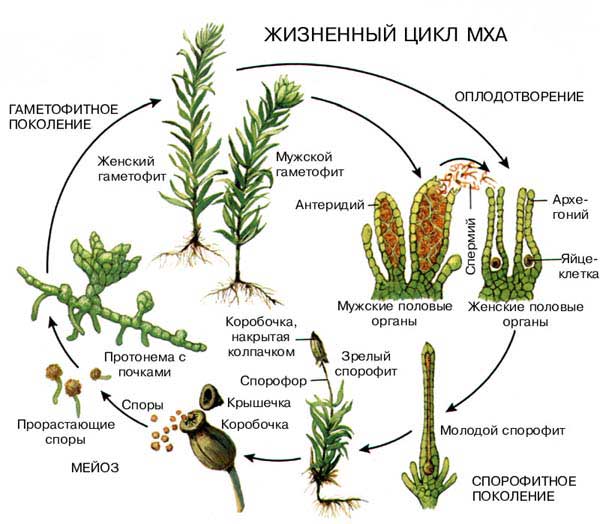 ЖИЗНЕННЫЙ ЦИКЛ МХА
ГАМЕТОФИТНОЕ
ПОКОЛЕНИЕ
ОПЛОДОТВОРЕНИЕ
Женский
гаметофит
Мужской
гаметофит
Антеридий
Спермий
Архе-
гоний
Яйце-
клетка
Мужские половые
органы
Женские половые
органы
Протонема с
почками
Коробочка,
накрытая
колпачком
Зрелый
спорофит
Спорофор
Споры
Крышечка
Коробочка
Прорастающие
споры
Молодой спорофит
МЕЙОЗ
СПОРОФИТНОЕ
ПОКОЛЕНИЕ